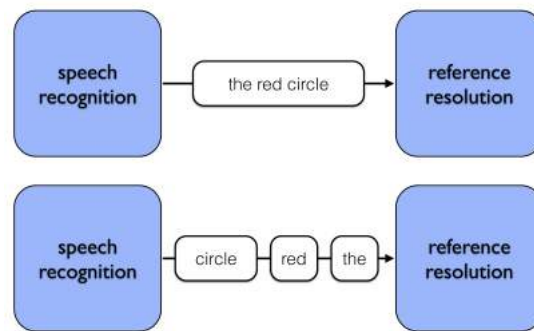 speech
recognition
the red circle
reference
resolution
speech
recognition
circle
red
the
reference
resolution